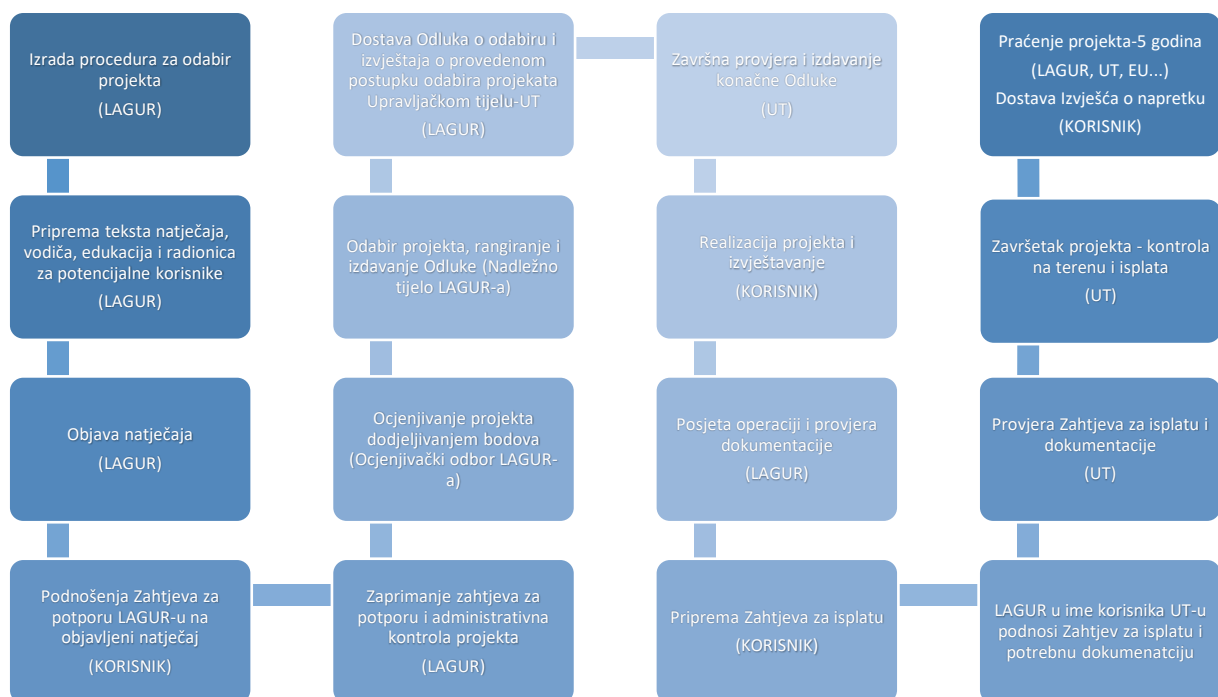 Izrada procedura za odabir
projekta
(LAGUR)
Priprema teksta natječaja,
vodiča, edukacija i radionica
za potencijalne korisnike
(LAGUR)
Objava natječaja
(LAGUR)
Podnošenja Zahtjeva za
potporu LAGUR-u na
objavljeni natječaj
(KORISNIK)
Zaprimanje zahtjeva za
potporu i administrativna
kontrola projekta
(LAGUR)
Ocjenjivanje projekta
dodjeljivanjem bodova
(Ocjenjivački odbor LAGUR-
a)
Odabir projekta, rangiranje i
izdavanje Odluke (Nadležno
tijelo LAGUR-a)
Dostava Odluka o odabiru i
izvještaja o provedenom
postupku odabira projekata
Upravljačkom tijelu-UT
(LAGUR)
Završna provjera i izdavanje
konačne Odluke
(UT)
Realizacija projekta i
izvještavanje
(KORISNIK)
Posjeta operaciji i provjera
dokumentacije
(LAGUR)
Priprema Zahtjeva za isplatu
(KORISNIK)
LAGUR u ime korisnika UT-u
podnosi Zahtjev za isplatu i
potrebnu dokumenatciju
Provjera Zahtjeva za isplatu i
dokumentacije
(UT)
Završetak projekta - kontrola
na terenu i isplata
(UT)
Praćenje projekta-5 godina
(LAGUR, UT, EU...)
Dostava Izvješća o napretku
(KORISNIK)